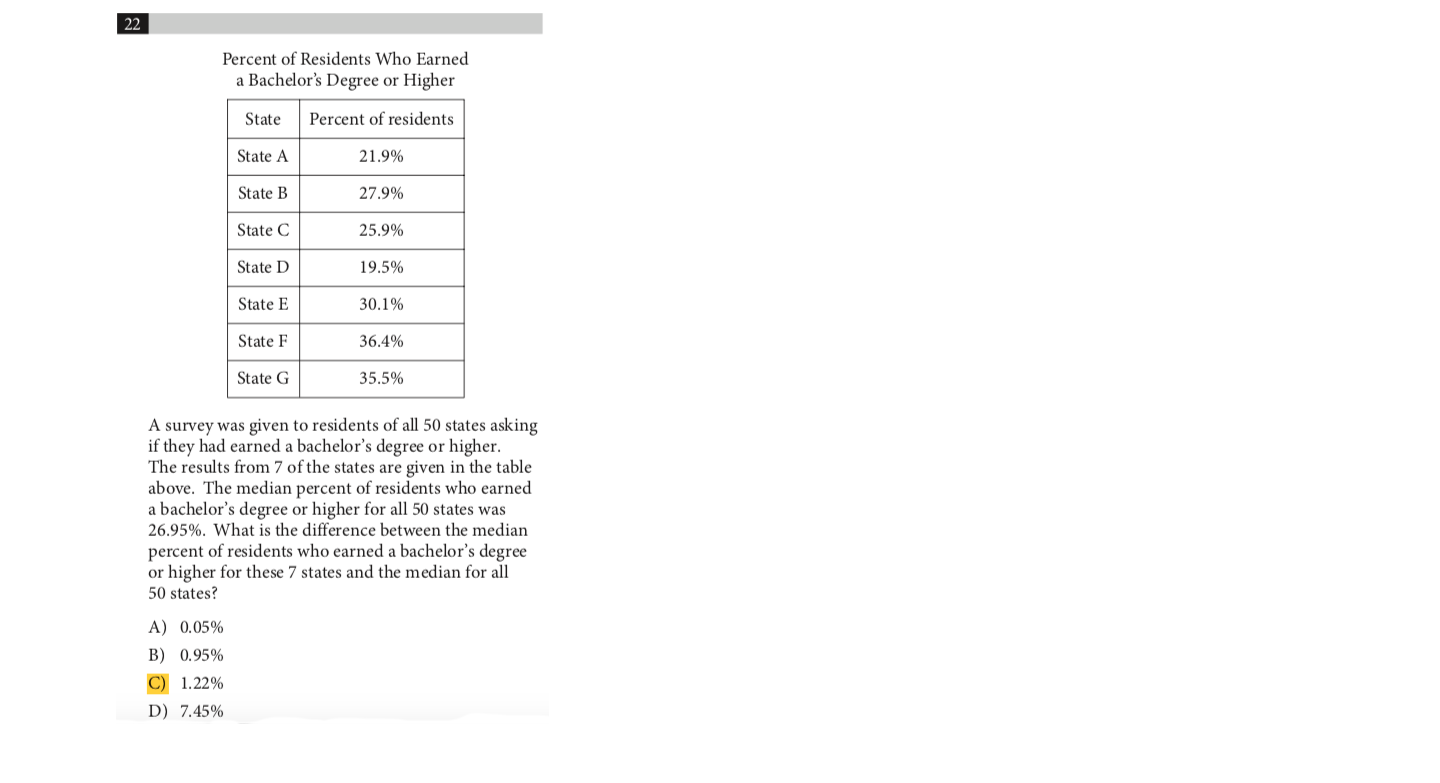 22
Percent of Residents Who Earned
a Bachelor's Degree or Higher
State Percent of residents
State A 21.9%
State B 27.9%
State C 25.9%
State D 19.5%
State E 30.1%
State F 36.4%
State G 35.5%
A survey was given to residents of all 50 states asking
if they had earned a bachelor's degree or higher.
The results from 7 of the states are given in the table
above. The median percent of residents who earned
a bachelor's degree or higher for all 50 states was
26.95%. What is the difference between the median
percent of residents who earned a bachelor's degree
or higher for these 7 states and the median for all
50 states?
A) 0.05%
B) 0.95%
C) 1.22%
D) 7.45%